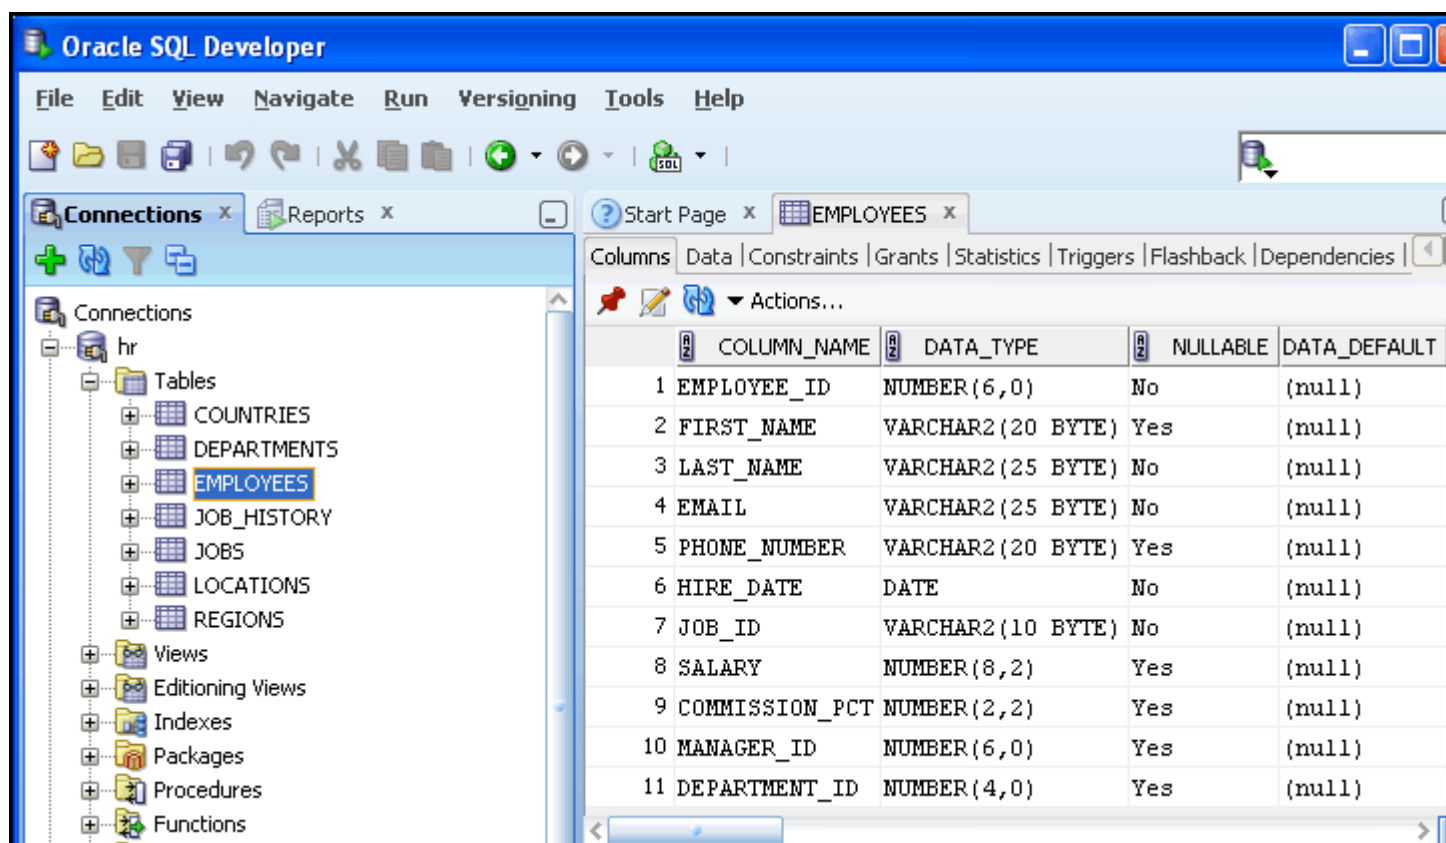 Oracle SQL Developer
File Edit View Navigate Run Versioning Tools Help
SQL
Connections x Reports x
Connections
hr
Tables
COUNTRIES
DEPARTMENTS
EMPLOYEES
JOB_HISTORY
JOBS
LOCATIONS
REGIONS
Views
Editioning Views
Indexes
Packages
Procedures
Functions
Start Page x EMPLOYEES x
Columns Data Constraints Grants Statistics Triggers Flashback Dependencies
Actions...
COLUMN_NAME DATA_TYPE NULLABLE DATA_DEFAULT
1 EMPLOYEE_ID NUMBER(6,0) No (null)
2 FIRST_NAME VARCHAR2(20 BYTE) Yes (null)
3 LAST_NAME VARCHAR2(25 BYTE) No (null)
4 EMAIL VARCHAR2(25 BYTE) No (null)
5 PHONE_NUMBER VARCHAR2(20 BYTE) Yes (null)
6 HIRE_DATE DATE No (null)
7 JOB_ID VARCHAR2(10 BYTE) No (null)
8 SALARY NUMBER(8,2) Yes (null)
9 COMMISSION_PCT NUMBER(2,2) Yes (null)
10 MANAGER_ID NUMBER(6,0) Yes (null)
11 DEPARTMENT_ID NUMBER(4,0) Yes (null)